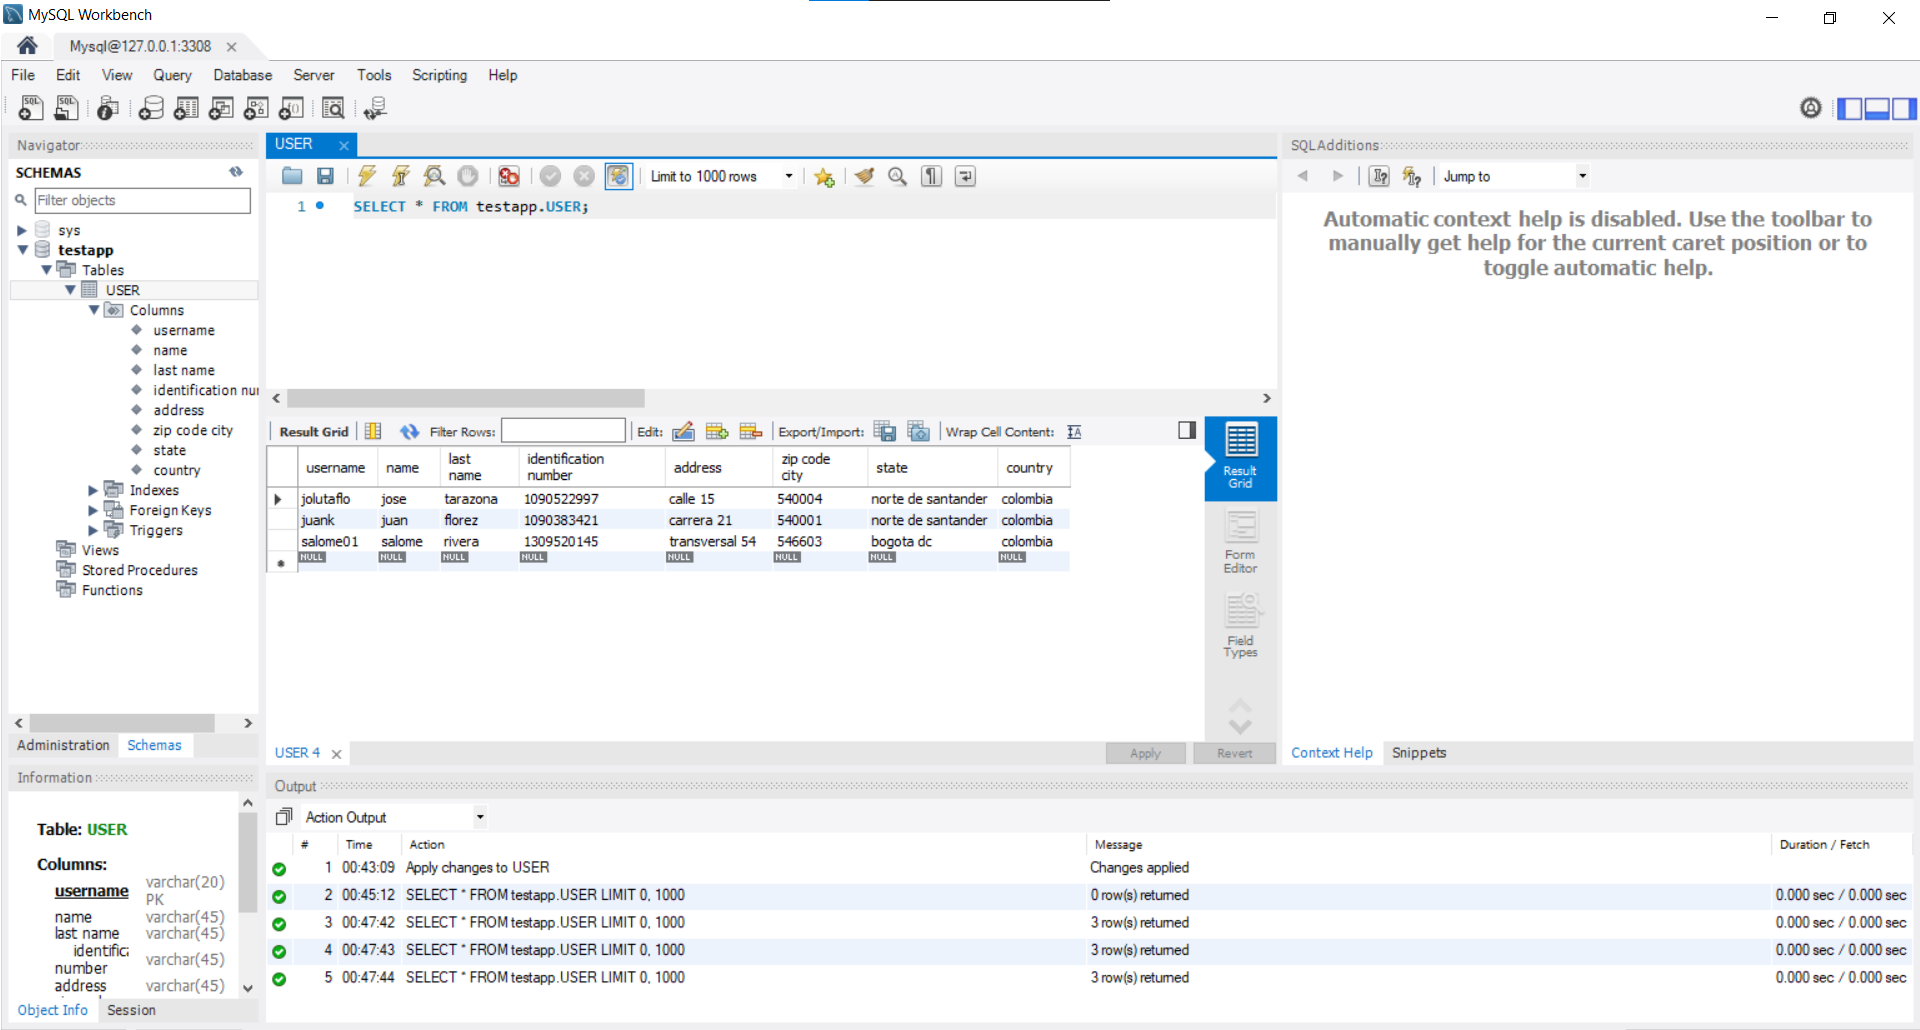 MySQL Workbench
Mysql@127.0.0.1:3308
File Edit View Query Database Server Tools Scripting Help
Navigator
SCHEMAS
Filter objects
sys
testapp
Tables
USER
Columns
username
name
last name
identification nu
address
zip code city
state
country
Indexes
Foreign Keys
Triggers
Views
Stored Procedures
Functions
Administration Schemas
Information
Table: USER
Columns:
username varchar(20)
PK
name varchar(45)
last name varchar(45)
identific
number varchar(45)
address varchar(45)
Object Info Session
USER
Limit to 1000 rows
1 SELECT * FROM testapp.USER;
Result Grid Filter Rows: Edit: Export/Import: Wrap Cell Content:
username name last name identification number address zip code city state country
jolutaflo jose tarazona 1090522997 calle 15 540004 norte de santander colombia
juank juan florez 1090383421 carrera 21 540001 norte de santander colombia
salome01 salome rivera 1309520145 transversal 54 546603 bogota dc colombia
NULL NULL NULL NULL NULL NULL NULL NULL
Result
Grid
Form
Editor
Field
Types
USER 4
Apply Revert
SQLAdditions
Jump to
Automatic context help is disabled. Use the toolbar to
manually get help for the current caret position or to
toggle automatic help.
Context Help Snippets
Output
Action Output
# Time Action Message Duration / Fetch
1 00:43:09 Apply changes to USER Changes applied
2 00:45:12 SELECT * FROM testapp.USER LIMIT 0, 1000 0 row(s) returned 0.000 sec / 0.000 sec
3 00:47:42 SELECT * FROM testapp.USER LIMIT 0, 1000 3 row(s) returned 0.000 sec / 0.000 sec
4 00:47:43 SELECT * FROM testapp.USER LIMIT 0, 1000 3 row(s) returned 0.000 sec / 0.000 sec
5 00:47:44 SELECT * FROM testapp.USER LIMIT 0, 1000 3 row(s) returned 0.000 sec / 0.000 sec